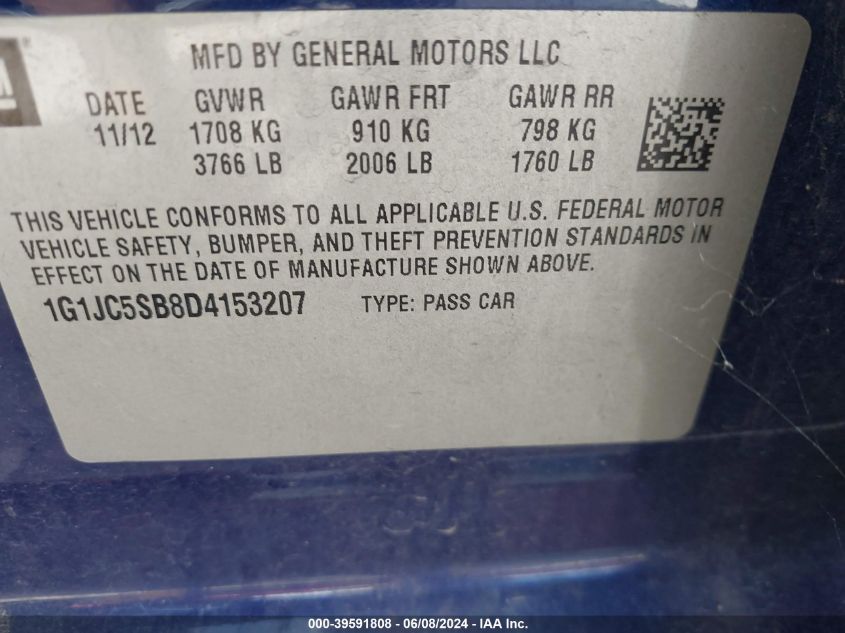 MFD BY GENERAL MOTORS LLC
DATE GVWR GAWR FRT GAWR RR
11/12 1708 KG 910 KG 798 KG
3766 LB 2006 LB 1760 LB
THIS VEHICLE CONFORMS TO ALL APPLICABLE U.S. FEDERAL MOTOR
VEHICLE SAFETY, BUMPER, AND THEFT PREVENTION STANDARDS IN
EFFECT ON THE DATE OF MANUFACTURE SHOWN ABOVE.
1G1JC5SB8D4153207 TYPE: PASS CAR
000-39591808 - 06/08/2024 - IAA Inc.